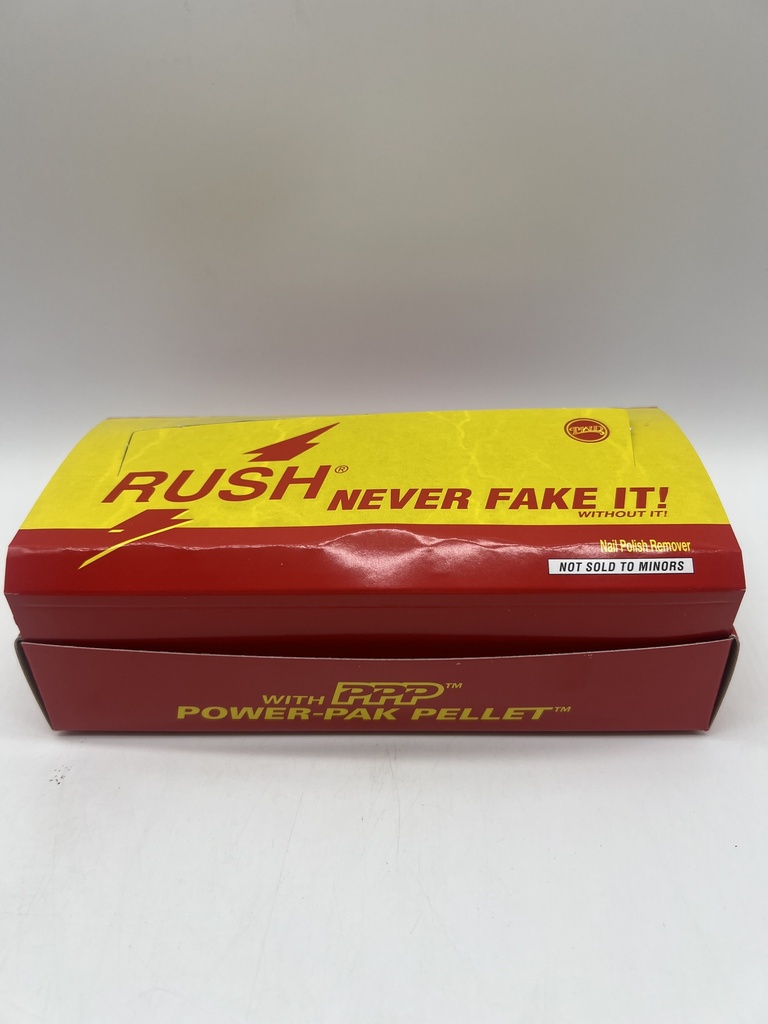 RUSH®
NEVER FAKE IT!
WITHOUT IT!
Nail Polish Remover
NOT SOLD TO MINORS
WITH PPP™
POWER-PAK PELLET™